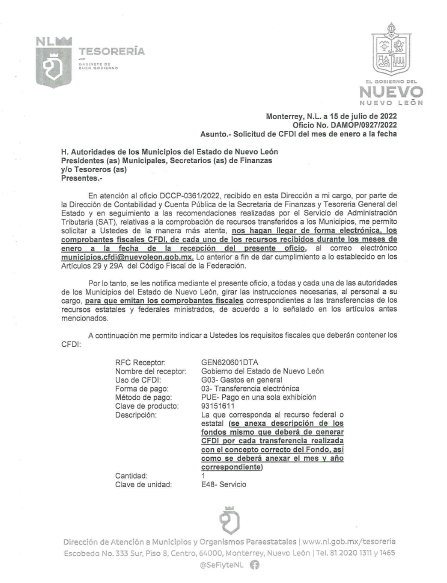 NL
TESORERÍA
GABINETE DE
BUEN GOBIERNO
EL GOBIERNO DEL
NUEVO
NUEVO LEÓN
Monterrey, N.L. a 15 de julio de 2022
Oficio No. DAMOP/0927/2022
Asunto.- Solicitud de CFDI del mes de enero a la fecha
H. Autoridades de los Municipios del Estado de Nuevo León
Presidentes (as) Municipales, Secretarios (as) de Finanzas
y/o Tesoreros (as)
Presentes.-
En atención al oficio DCCP-0361/2022, recibido en esta Dirección a mi cargo, por parte de
la Dirección de Contabilidad y Cuenta Pública de la Secretaría de Finanzas y Tesorería General del
Estado y en seguimiento a las recomendaciones realizadas por el Servicio de Administración
Tributaria (SAT), relativas a la comprobación de recursos transferidos a los Municipios, me permito
solicitar a Ustedes de la manera más atenta, nos hagan llegar de forma electrónica, los
comprobantes fiscales CFDI, de cada uno de los recursos recibidos durante los meses de
enero a la fecha de la recepción del presente oficio, al correo electrónico
municipios.cfdi@nuevoleon.gob.mx. Lo anterior a fin de dar cumplimiento a lo establecido en los
Artículos 29 y 29A del Código Fiscal de la Federación.
Por lo tanto, se les notifica mediante el presente oficio, a todas y cada una de las autoridades
de los Municipios del Estado de Nuevo León, girar las instrucciones necesarias, al personal a su
cargo, para que emitan los comprobantes fiscales correspondientes a las transferencias de los
recursos estatales y federales ministrados, de acuerdo a lo señalado en los artículos antes
mencionados.
A continuación me permito indicar a Ustedes los requisitos fiscales que deberán contener los
CFDI:
RFC Receptor: GEN620601DTA
Nombre del receptor: Gobierno del Estado de Nuevo León
Uso de CFDI: G03- Gastos en general
Forma de pago: 03- Transferencia electrónica
Método de pago: PUE- Pago en una sola exhibición
Clave de producto: 93151611
Descripción: La que corresponda al recurso federal o
estatal (se anexa descripción de los
fondos mismo que deberá de generar
CFDI por cada transferencia realizada
con el concepto correcto del Fondo, así
como se deberá anexar el mes y año
correspondiente)
Cantidad: 1
Clave de unidad: E48- Servicio
Dirección de Atención a Municipios y Organismos Paraestatales | www.nl.gob.mx/tesoreria
Escobedo No. 333 Sur, Piso 8, Centro, 64000, Monterrey, Nuevo León | Tel. 81 2020 1311 y 1465
@SaFiyteNL